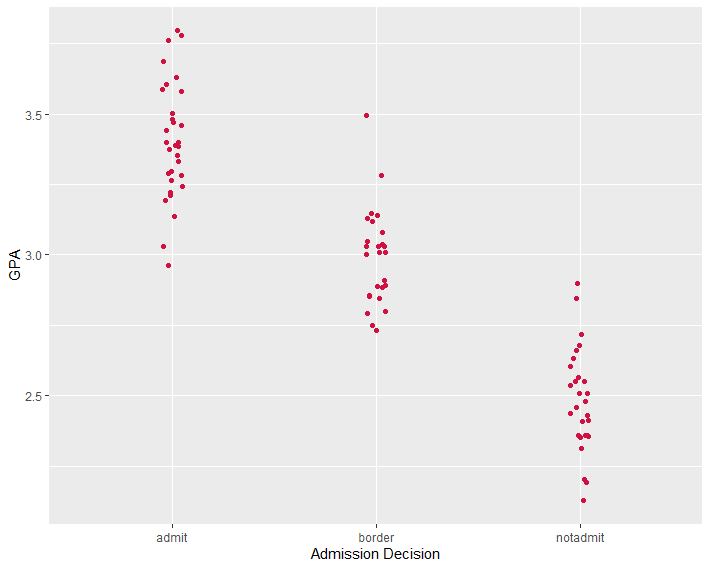 3.5
3.0
2.5
GPA
admit
border
notadmit
Admission Decision